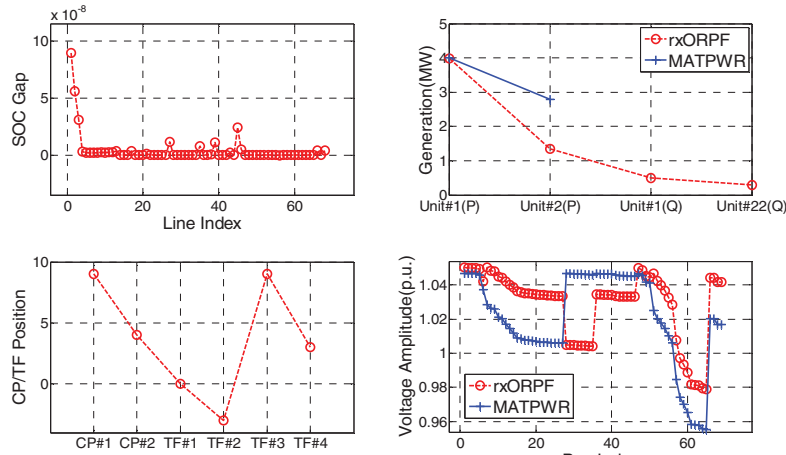 x 10^-8
10
5
0
SOC Gap
0 20 40 60
Line Index
5
4
3
2
1
0
Generation(MW)
rxORPF
MATPWR
Unit#1(P) Unit#2(P) Unit#1(Q) Unit#22(Q)
10
5
0
CP/TF Position
CP#1 CP#2 TF#1 TF#2 TF#3 TF#4
1.04
1.02
1
0.98
0.96
Voltage Amplitude(p.u.)
rxORPF
MATPWR
0 20 40 60